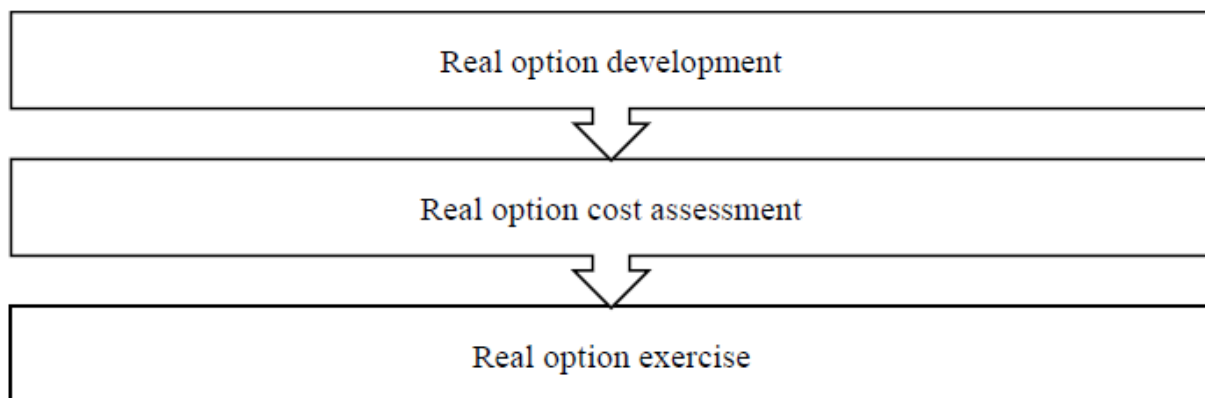 Real option development
Real option cost assessment
Real option exercise